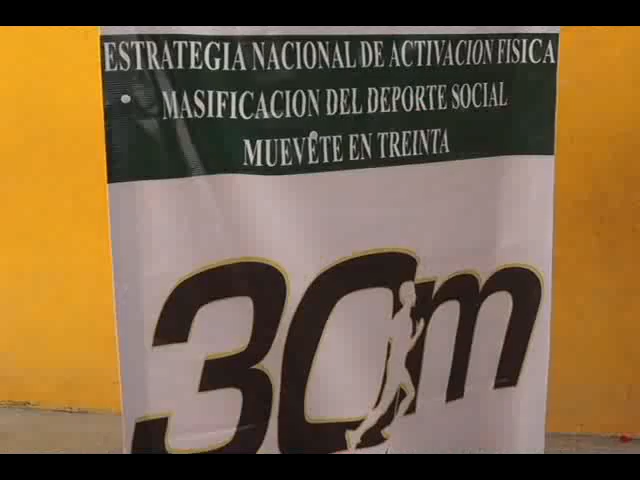 ESTRATEGIA NACIONAL DE ACTIVACION FISICA
MASIFICACION DEL DEPORTE SOCIAL
MUEVETE EN TREINTA
30m